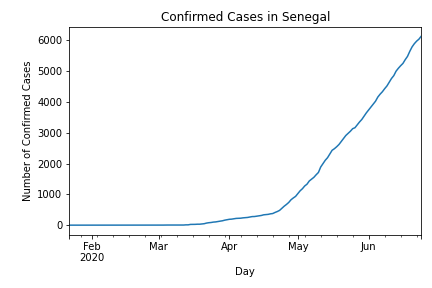 Confirmed Cases in Senegal
Number of Confirmed Cases
6000
5000
4000
3000
2000
1000
0
Feb Mar Apr May Jun
2020
Day